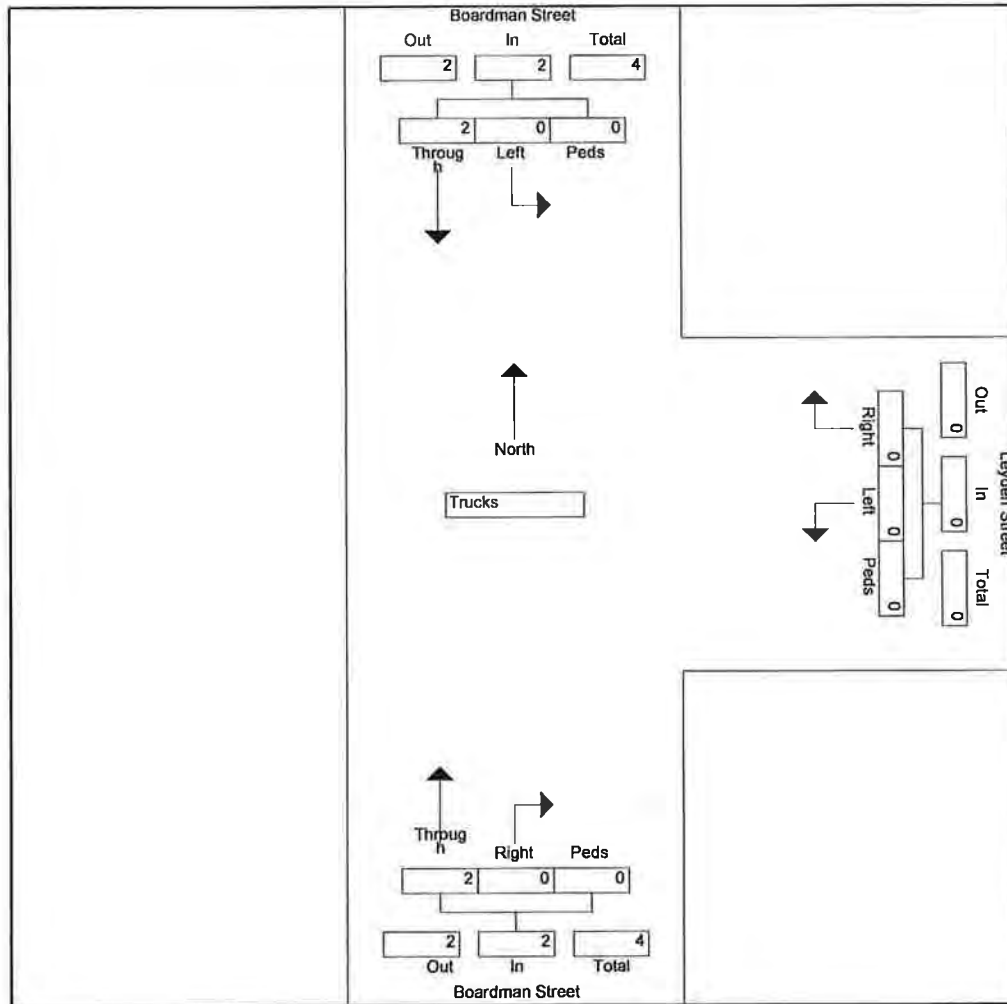 Boardman Street
Out In Total
2 2 4
2 0 0
Throug Left Peds
h
Out
0
Right
0
Leyden Street
In
0
North
Left
0
Trucks
Total
0
Peds
0
Throug Right Peds
h
2 0 0
2 2 4
Out In Total
Boardman Street